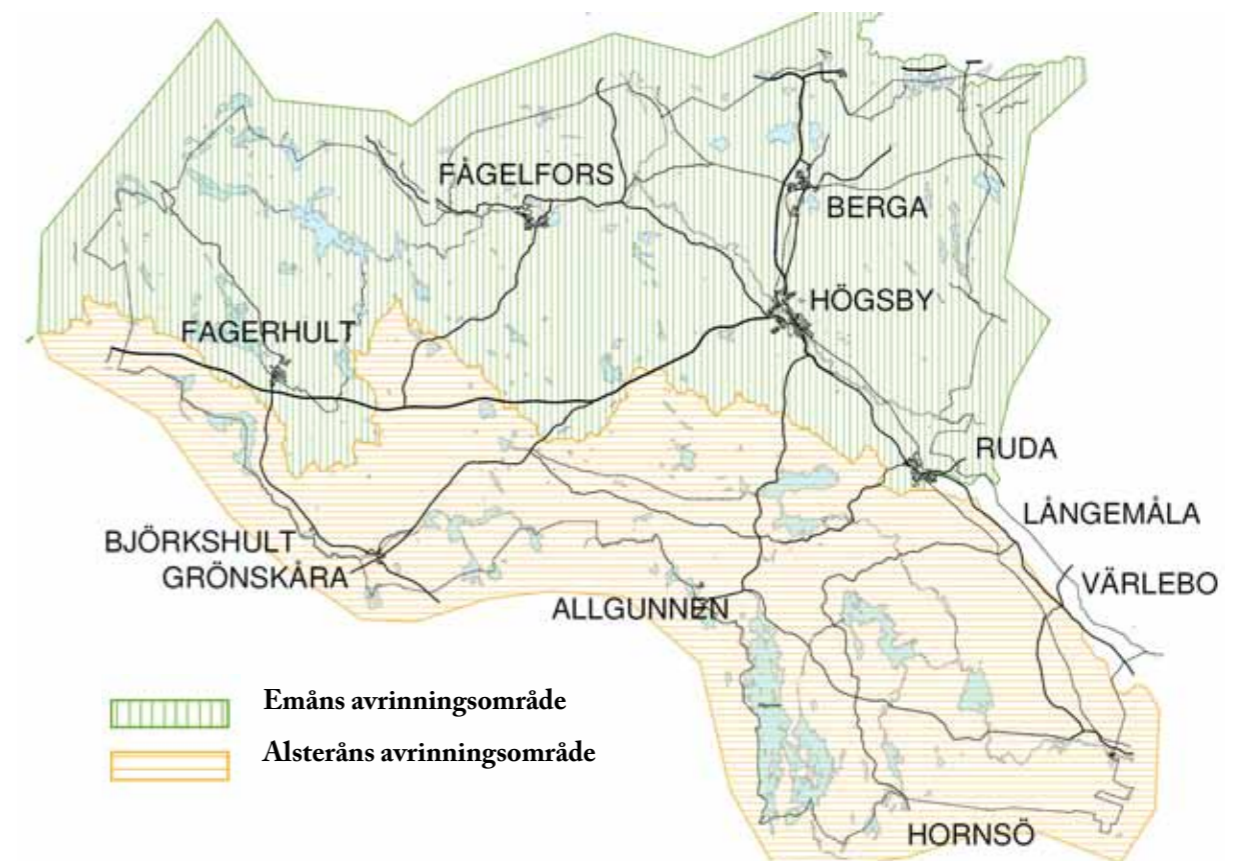 FÅGELFORS
BERGA
HÖGSBY
FAGERHULT
RUDA
LÅNGEMÅLA
BJÖRKSHULT
GRÖNSKÅRA
VÄRLEBO
ALLGUNNEN
Emåns avrinningsområde
Alsteråns avrinningsområde
HORNSÖ